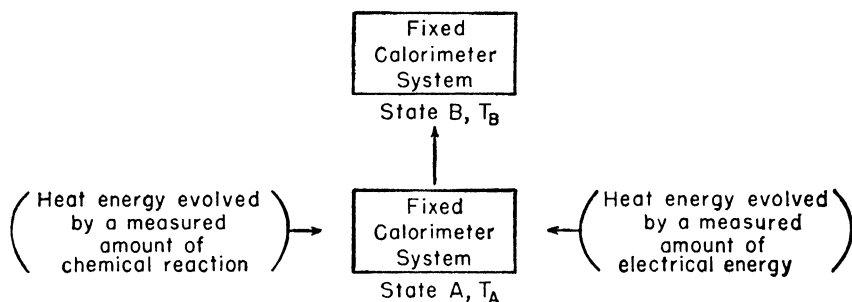 Fixed
Calorimeter
System
State B, T_B
Heat energy evolved
by a measured
amount of
chemical reaction
Fixed
Calorimeter
System
State A, T_A
Heat energy evolved
by a measured
amount of
electrical energy